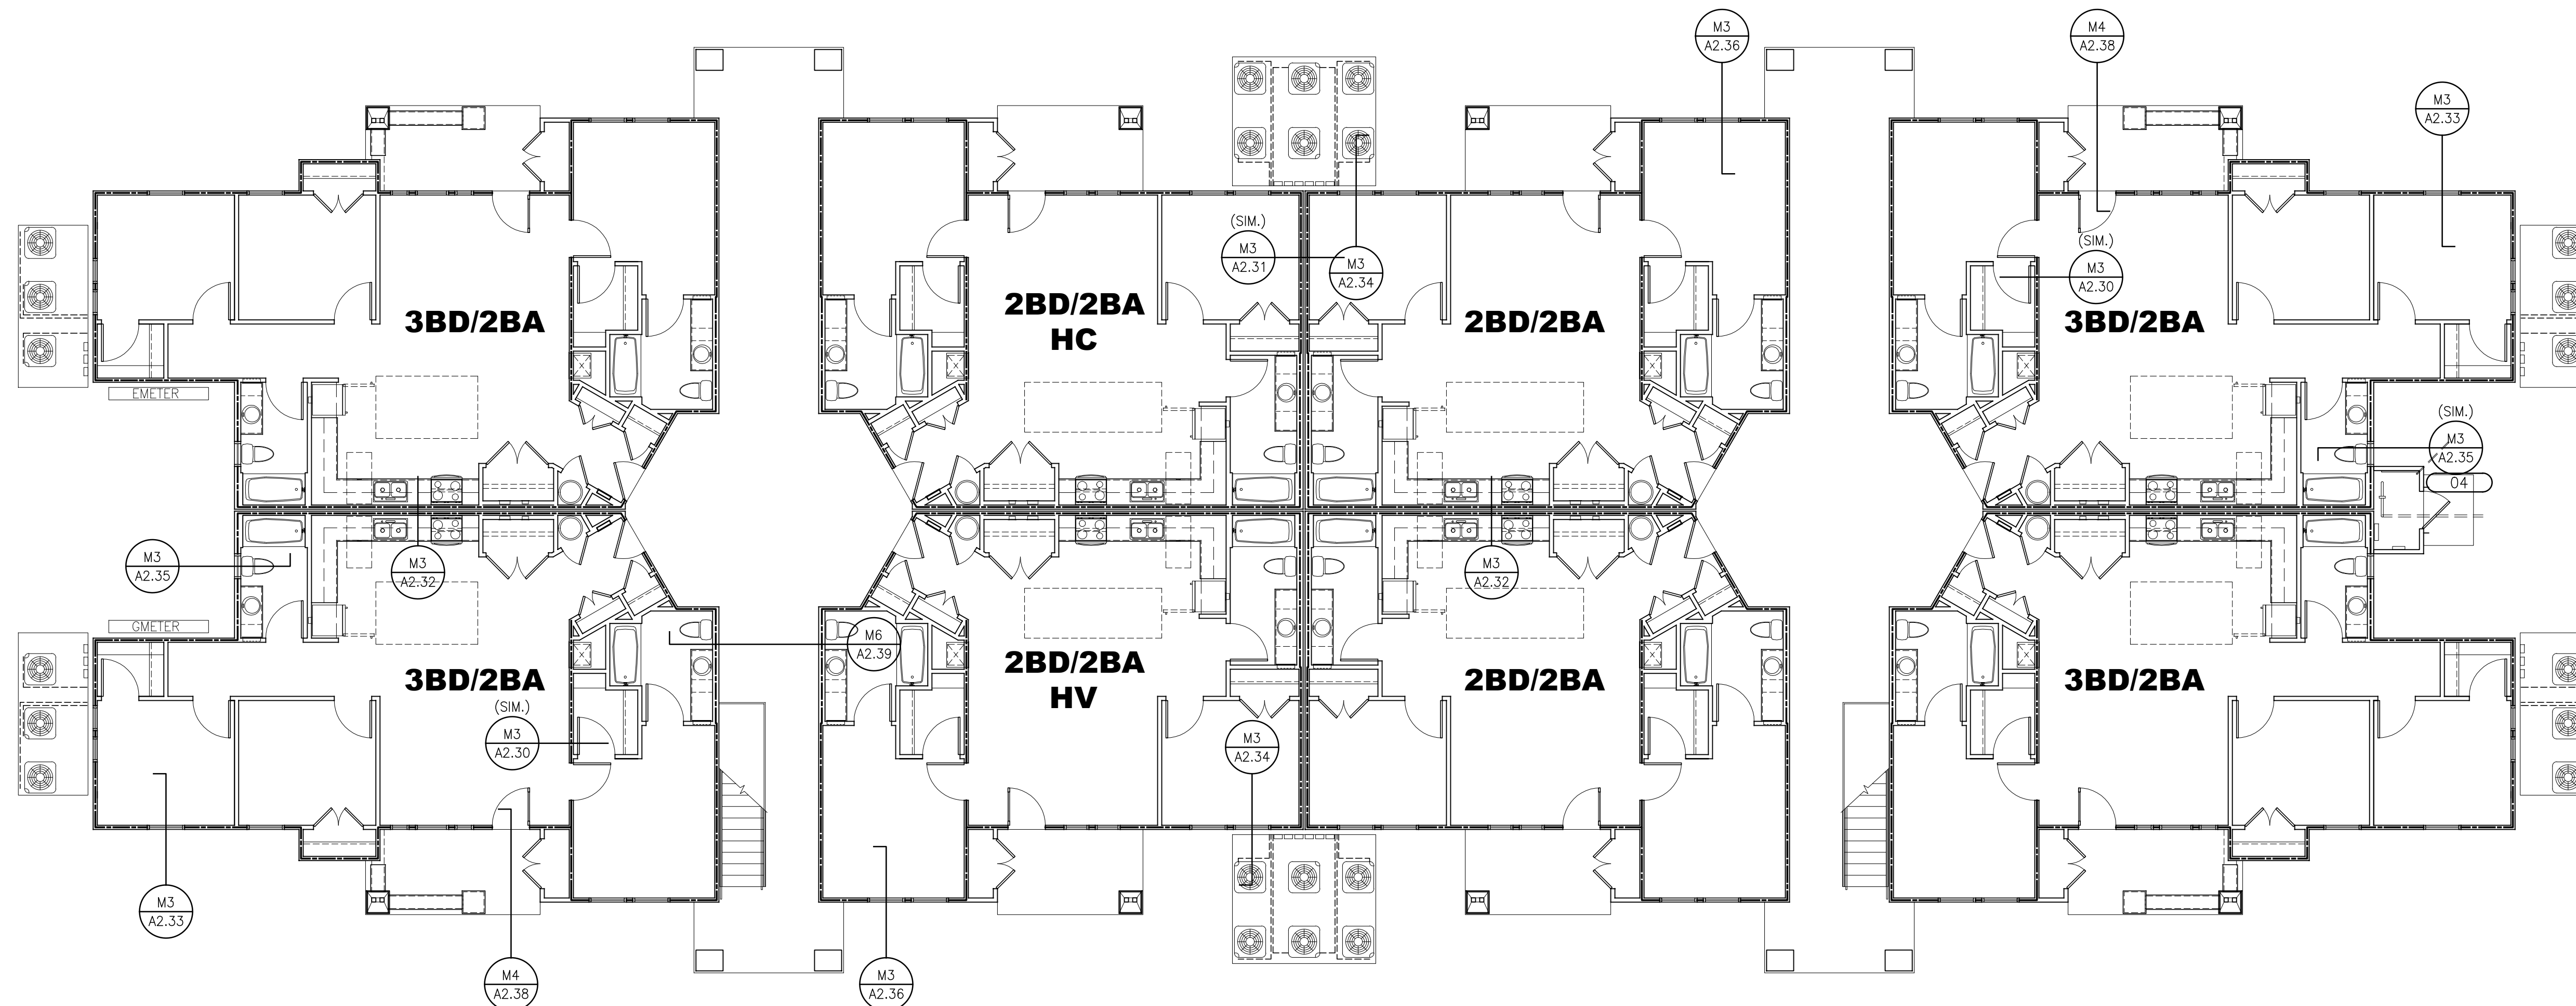 M3
A2.36
M4
A2.38
M3
A2.33
(SIM.)
M3
A2.31
M3
A2.34
(SIM.)
M3
A2.30
3BD/2BA
2BD/2BA
HC
2BD/2BA
3BD/2BA
EMETER
(SIM.)
M3
A2.35
04
M3
A2.35
M3
A2.32
M3
A2.32
GMETER
M6
A2.39
3BD/2BA
2BD/2BA
HV
2BD/2BA
3BD/2BA
(SIM.)
M3
A2.30
M3
A2.34
M3
A2.33
M4
A2.38
M3
A2.36